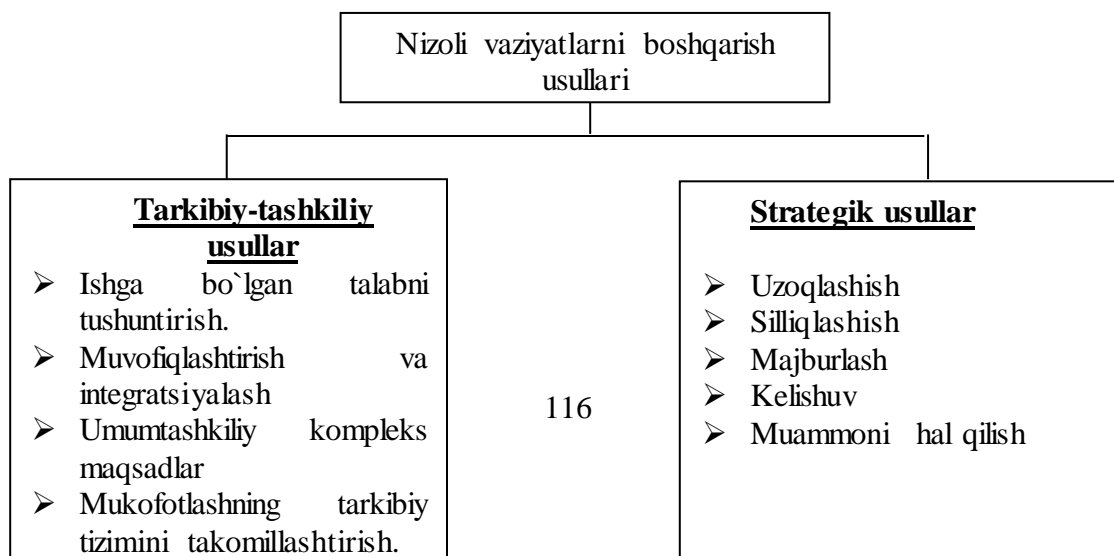 Nizoli vaziyatlarni boshqarish
usullari
Tarkibiy-tashkiliy
usullar
➢ Ishga bo`lgan talabni
tushuntirish.
➢ Muvofiqlashtirish va
integratsiyalash
➢ Umumtashkiliy kompleks
maqsadlar
➢ Mukofotlashning tarkibiy
tizimini takomillashtirish.
116
Strategik usullar
➢ Uzoqlashish
➢ Silliqlashish
➢ Majburlash
➢ Kelishuv
➢ Muammoni hal qilish